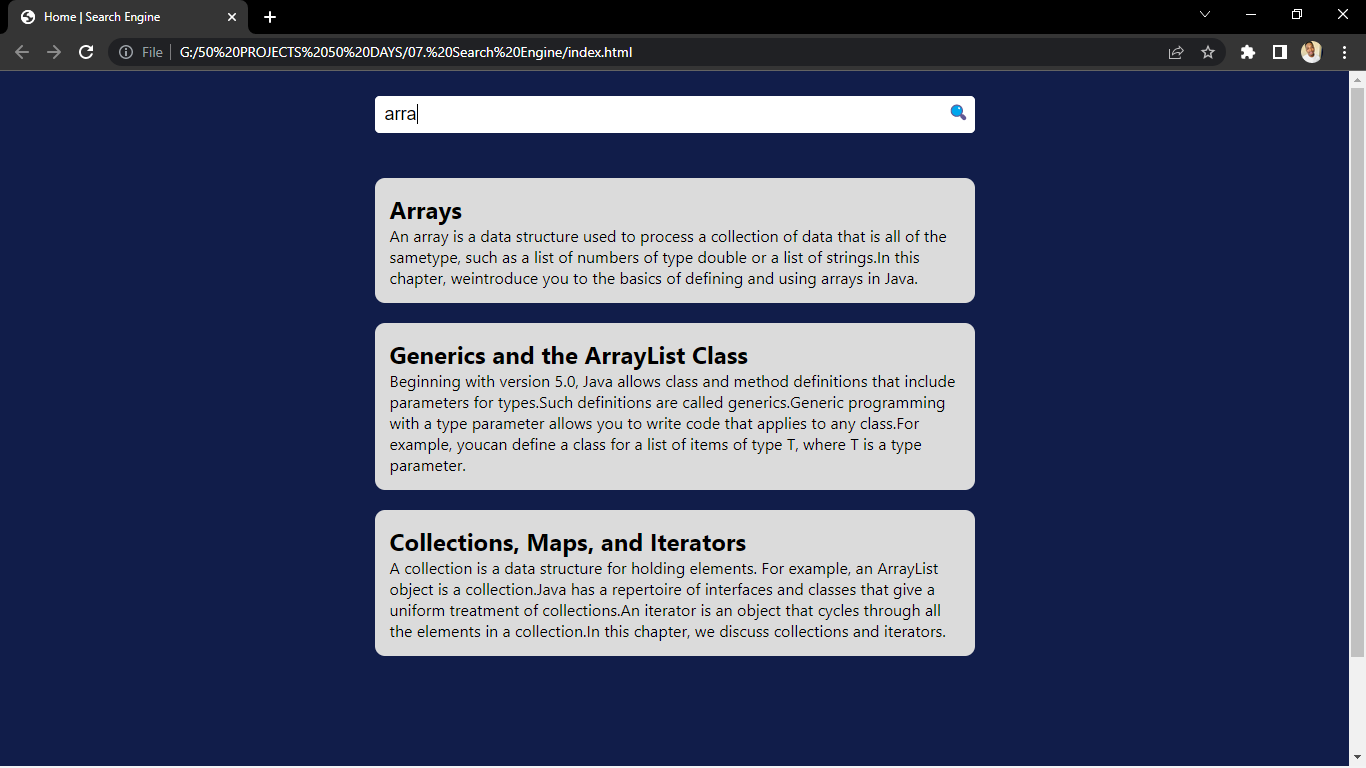 Home | Search Engine
File
G:/50%20PROJECTS%2050%20DAYS/07.%20Search%20Engine/index.html
arra
Arrays
An array is a data structure used to process a collection of data that is all of the
sametype, such as a list of numbers of type double or a list of strings.In this
chapter, weintroduce you to the basics of defining and using arrays in Java.
Generics and the ArrayList Class
Beginning with version 5.0, Java allows class and method definitions that include
parameters for types.Such definitions are called generics.Generic programming
with a type parameter allows you to write code that applies to any class.For
example, youcan define a class for a list of items of type T, where T is a type
parameter.
Collections, Maps, and Iterators
A collection is a data structure for holding elements. For example, an ArrayList
object is a collection.Java has a repertoire of interfaces and classes that give a
uniform treatment of collections.An iterator is an object that cycles through all
the elements in a collection.In this chapter, we discuss collections and iterators.